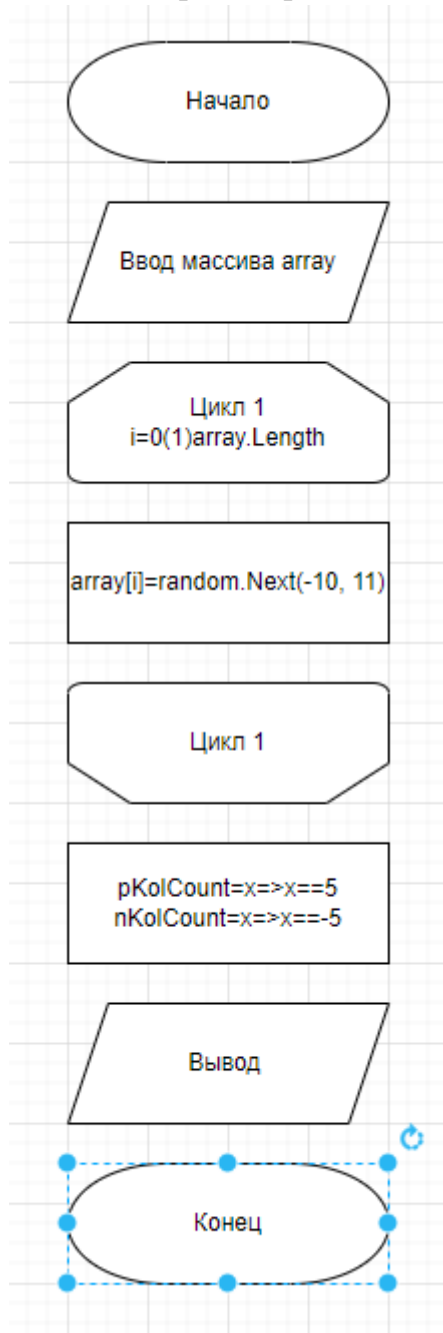 Начало
Ввод массива array
Цикл 1
i=0(1)array.Length
array[i]=random.Next(-10, 11)
Цикл 1
pKolCount=x=>x==5
nKolCount=x=>x==-5
Вывод
Конец